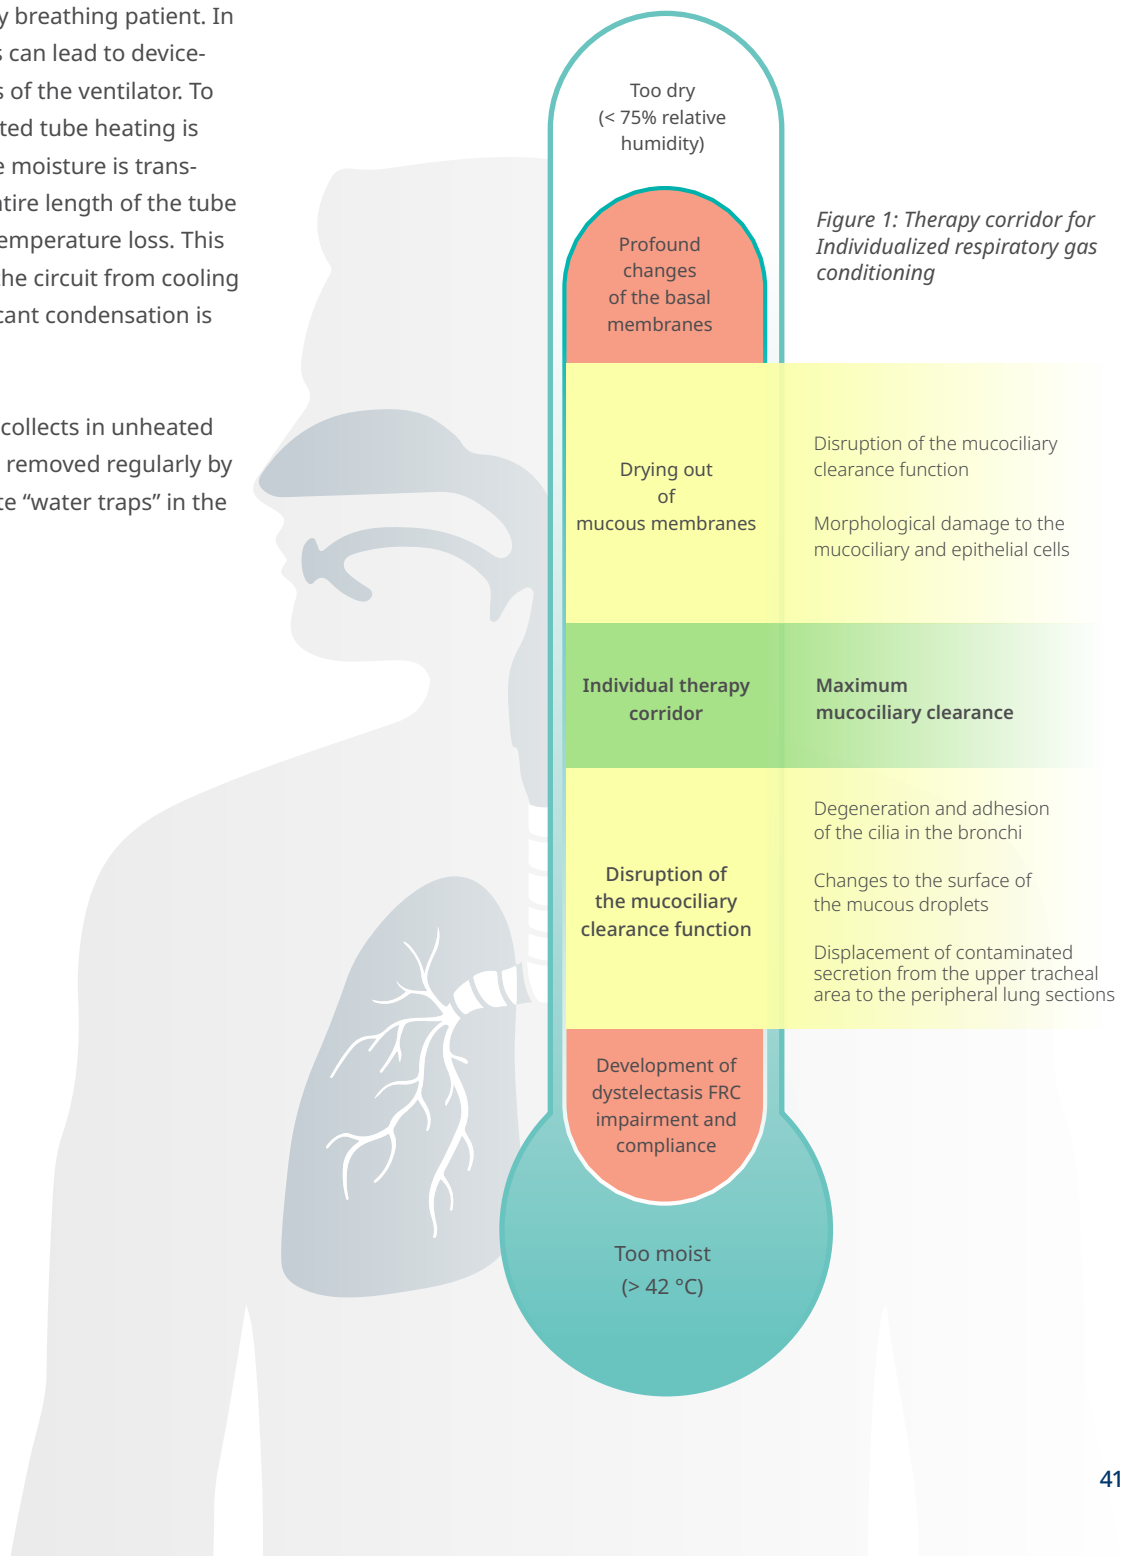 y breathing patient. In
s can lead to device-
s of the ventilator. To
ted tube heating is
e moisture is trans-
ntire length of the tube
emperature loss. This
the circuit from cooling
cant condensation is
collects in unheated
removed regularly by
te “water traps” in the
Too dry
(< 75% relative
humidity)
Profound
changes
of the basal
membranes
Figure 1: Therapy corridor for
Individualized respiratory gas
conditioning
Drying out
of
mucous membranes
Disruption of the mucociliary
clearance function
Morphological damage to the
mucociliary and epithelial cells
Individual therapy
corridor
Maximum
mucociliary clearance
Disruption of
the mucociliary
clearance function
Degeneration and adhesion
of the cilia in the bronchi
Changes to the surface of
the mucous droplets
Displacement of contaminated
secretion from the upper tracheal
area to the peripheral lung sections
Development of
dystelectasis FRC
impairment and
compliance
Too moist
(> 42 °C)
41